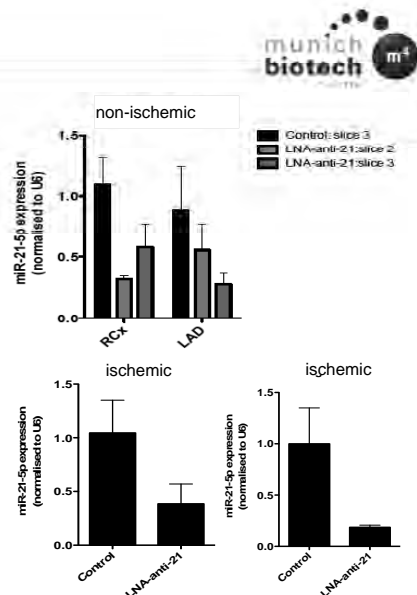 munich
biotech m4
non-ischemic
Control: slice 3
LNA-anti-21:slice 2
LNA-anti-21:slice 3
miR-21-5p expression
(normalised to U6)
1.5
1.0
0.5
0.0
RCx
LAD
ischemic
miR-21-5p expression
(normalised to U6)
1.5
1.0
0.5
0.0
Control
LNA-anti-21
ischemic
miR-21-5p expression
(normalised to U6)
1.5
1.0
0.5
0.0
Control
LNA-anti-21